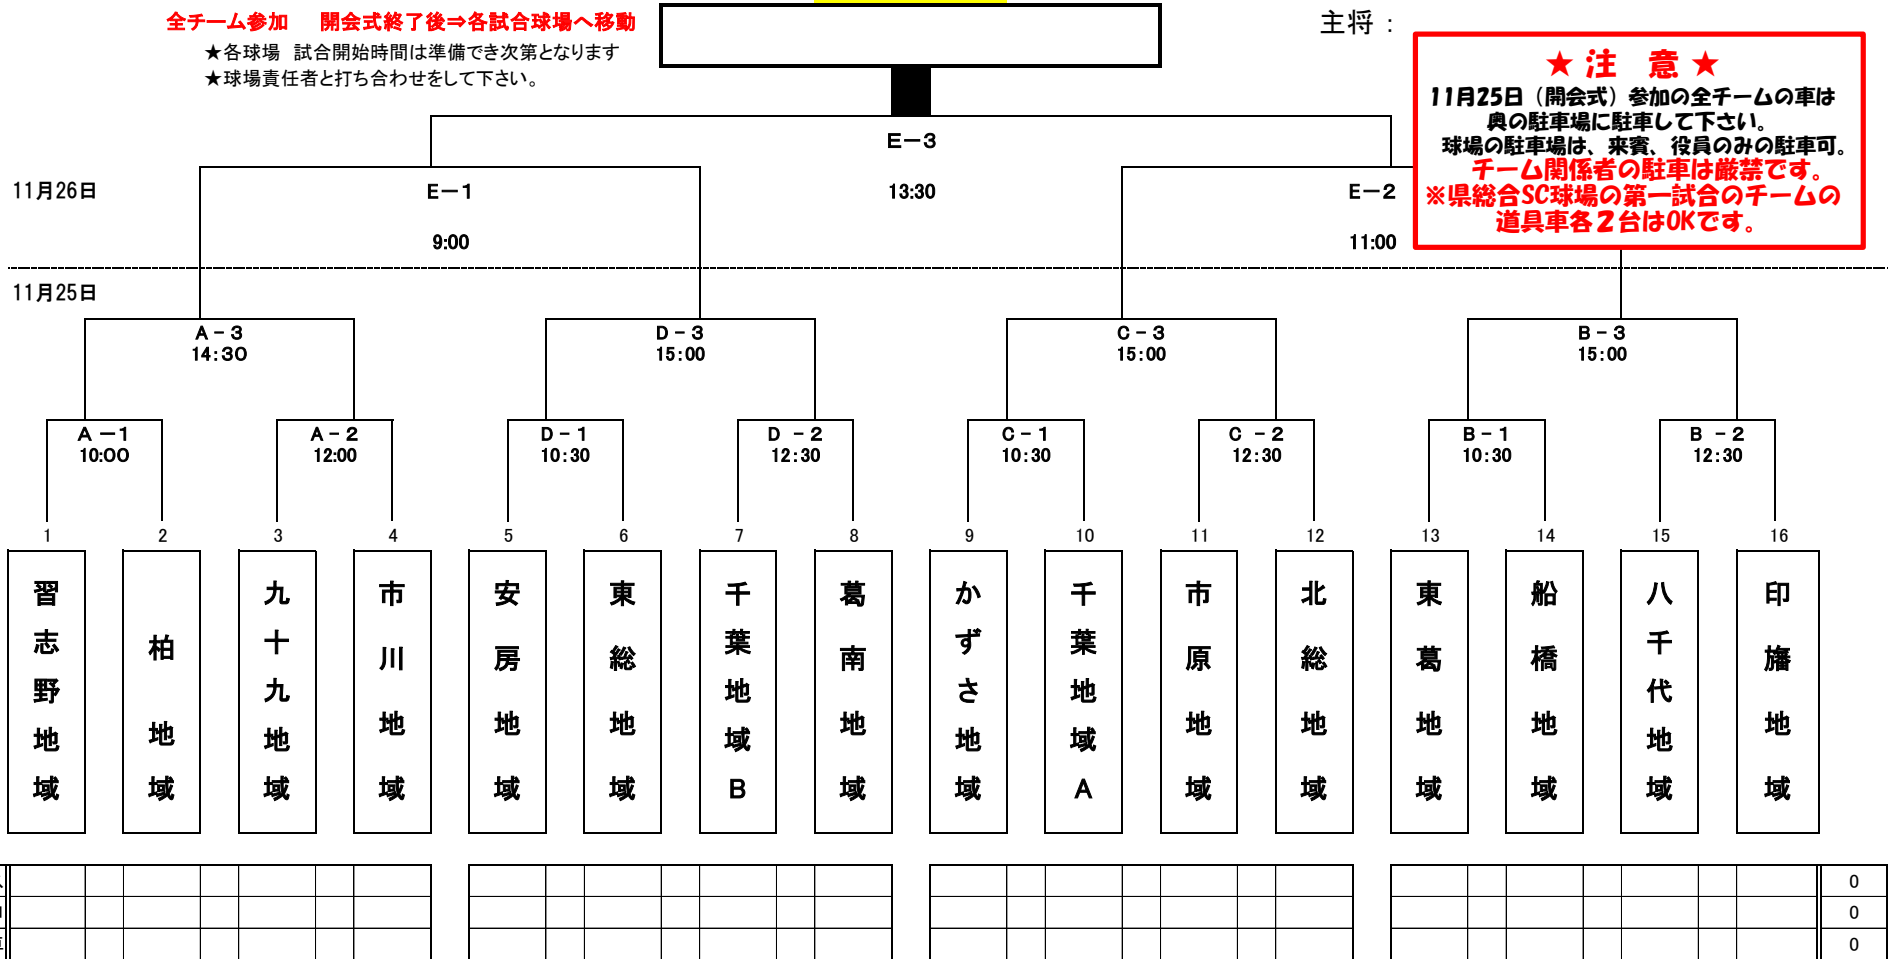 全チーム参加　開会式終了後⇒各試合球場へ移動
★各球場 試合開始時間は準備でき次第となります
★球場責任者と打ち合わせをして下さい。
主将：
★ 注 意 ★
11月25日（開会式）参加の全チームの車は
奥の駐車場に駐車して下さい。
球場の駐車場は、来賓、役員のみの駐車可。
チーム関係者の駐車は厳禁です。
※県総合SC球場の第一試合のチームの
道具車各２台はOKです。
E－3
11月26日 E－1 13:30 E－2
9:00 11:00
11月25日
A－3 D－3 C－3 B－3
14:30 15:00 15:00 15:00
A－1 A－2 D－1 D－2 C－1 C－2 B－1 B－2
10:00 12:00 10:30 12:30 10:30 12:30 10:30 12:30
1 2 3 4 5 6 7 8 9 10 11 12 13 14 15 16
習志野地域
柏地域
九十九地域
市川地域
安房地域
東総地域
千葉地域B
葛南地域
かずさ地域
千葉地域A
市原地域
北総地域
東葛地域
船橋地域
八千代地域
印旛地域
0
0
0